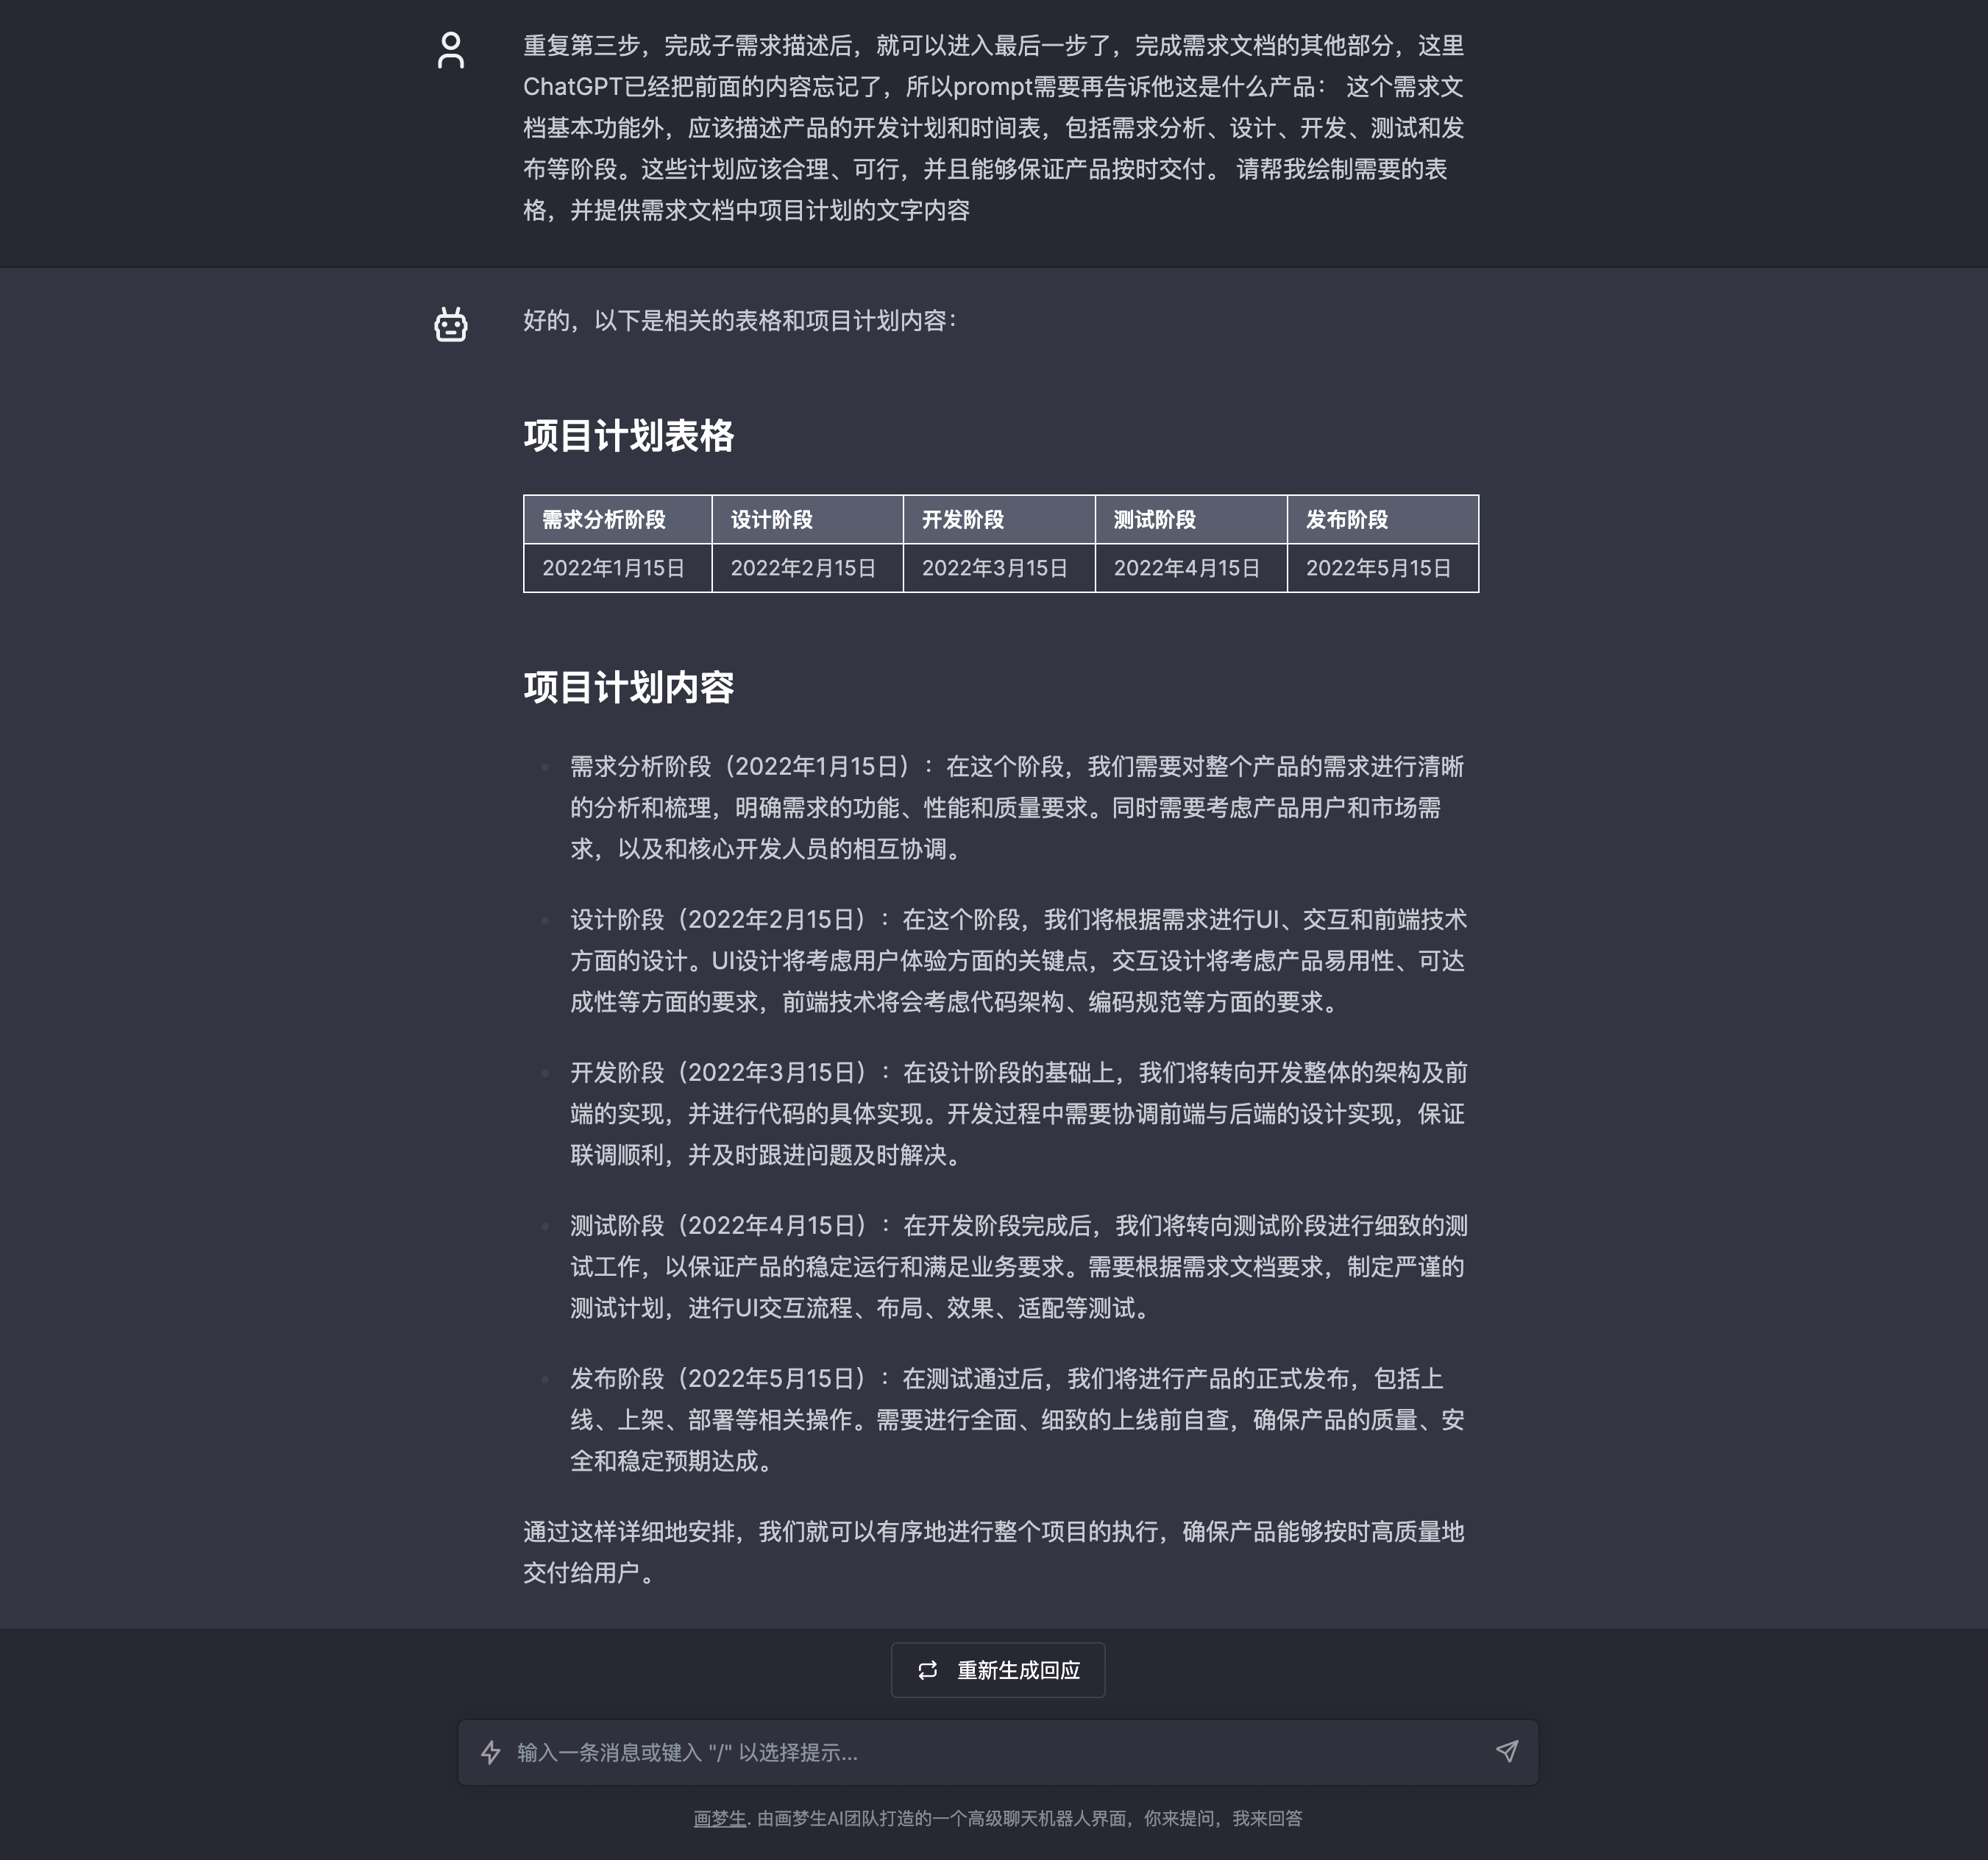 重复第三步，完成子需求描述后，就可以进入最后一步了，完成需求文档的其他部分，这里
ChatGPT已经把前面的内容忘记了，所以prompt需要再告诉他这是什么产品： 这个需求文
档基本功能外，应该描述产品的开发计划和时间表，包括需求分析、设计、开发、测试和发
布等阶段。这些计划应该合理、可行，并且能够保证产品按时交付。 请帮我绘制需要的表
格，并提供需求文档中项目计划的文字内容
好的，以下是相关的表格和项目计划内容：
项目计划表格
需求分析阶段 设计阶段 开发阶段 测试阶段 发布阶段
2022年1月15日 2022年2月15日 2022年3月15日 2022年4月15日 2022年5月15日
项目计划内容
需求分析阶段（2022年1月15日）：在这个阶段，我们需要对整个产品的需求进行清晰
的分析和梳理，明确需求的功能、性能和质量要求。同时需要考虑产品用户和市场需
求，以及和核心开发人员的相互协调。
设计阶段（2022年2月15日）：在这个阶段，我们将根据需求进行UI、交互和前端技术
方面的设计。UI设计将考虑用户体验方面的关键点，交互设计将考虑产品易用性、可达
成性等方面的要求，前端技术将会考虑代码架构、编码规范等方面的要求。
开发阶段（2022年3月15日）：在设计阶段的基础上，我们将转向开发整体的架构及前
端的实现，并进行代码的具体实现。开发过程中需要协调前端与后端的设计实现，保证
联调顺利，并及时跟进问题及时解决。
测试阶段（2022年4月15日）：在开发阶段完成后，我们将转向测试阶段进行细致的测
试工作，以保证产品的稳定运行和满足业务要求。需要根据需求文档要求，制定严谨的
测试计划，进行UI交互流程、布局、效果、适配等测试。
发布阶段（2022年5月15日）：在测试通过后，我们将进行产品的正式发布，包括上
线、上架、部署等相关操作。需要进行全面、细致的上线前自查，确保产品的质量、安
全和稳定预期达成。
通过这样详细地安排，我们就可以有序地进行整个项目的执行，确保产品能够按时高质量地
交付给用户。
重新生成回应
输入一条消息或键入 "/" 以选择提示...
画梦生. 由画梦生AI团队打造的一个高级聊天机器人界面，你来提问，我来回答